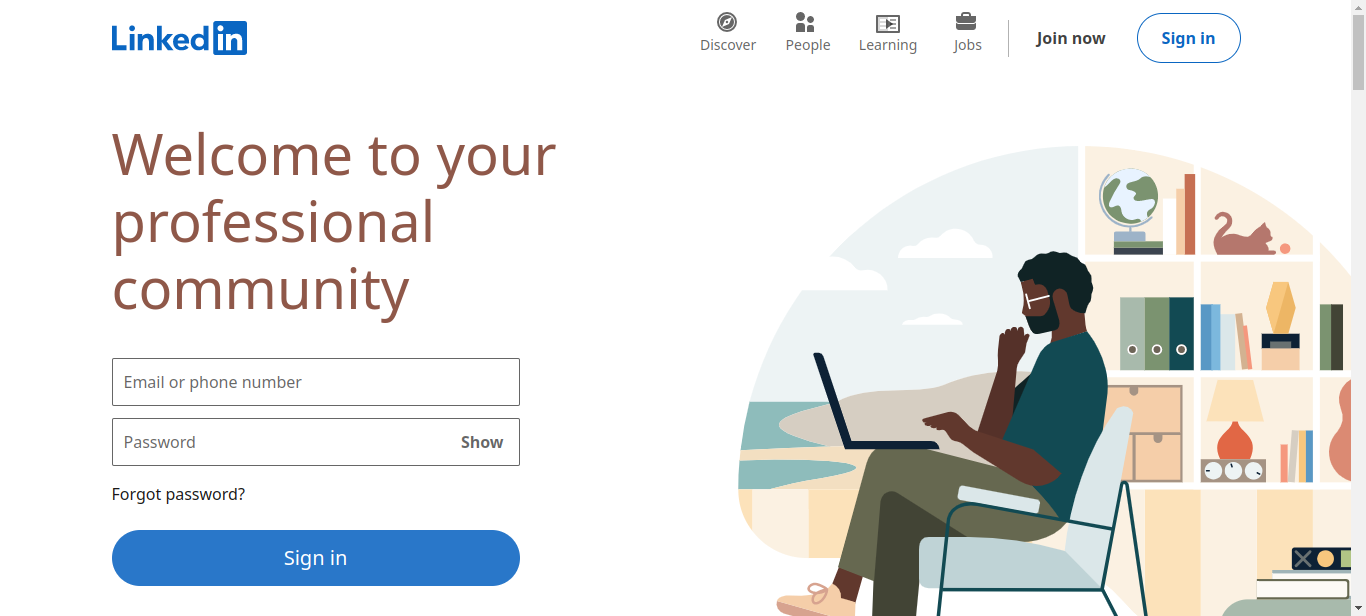 LinkedIn
Discover
People
Learning
Jobs
Join now
Sign in
Welcome to your
professional
community
Email or phone number
Password
Show
Forgot password?
Sign in